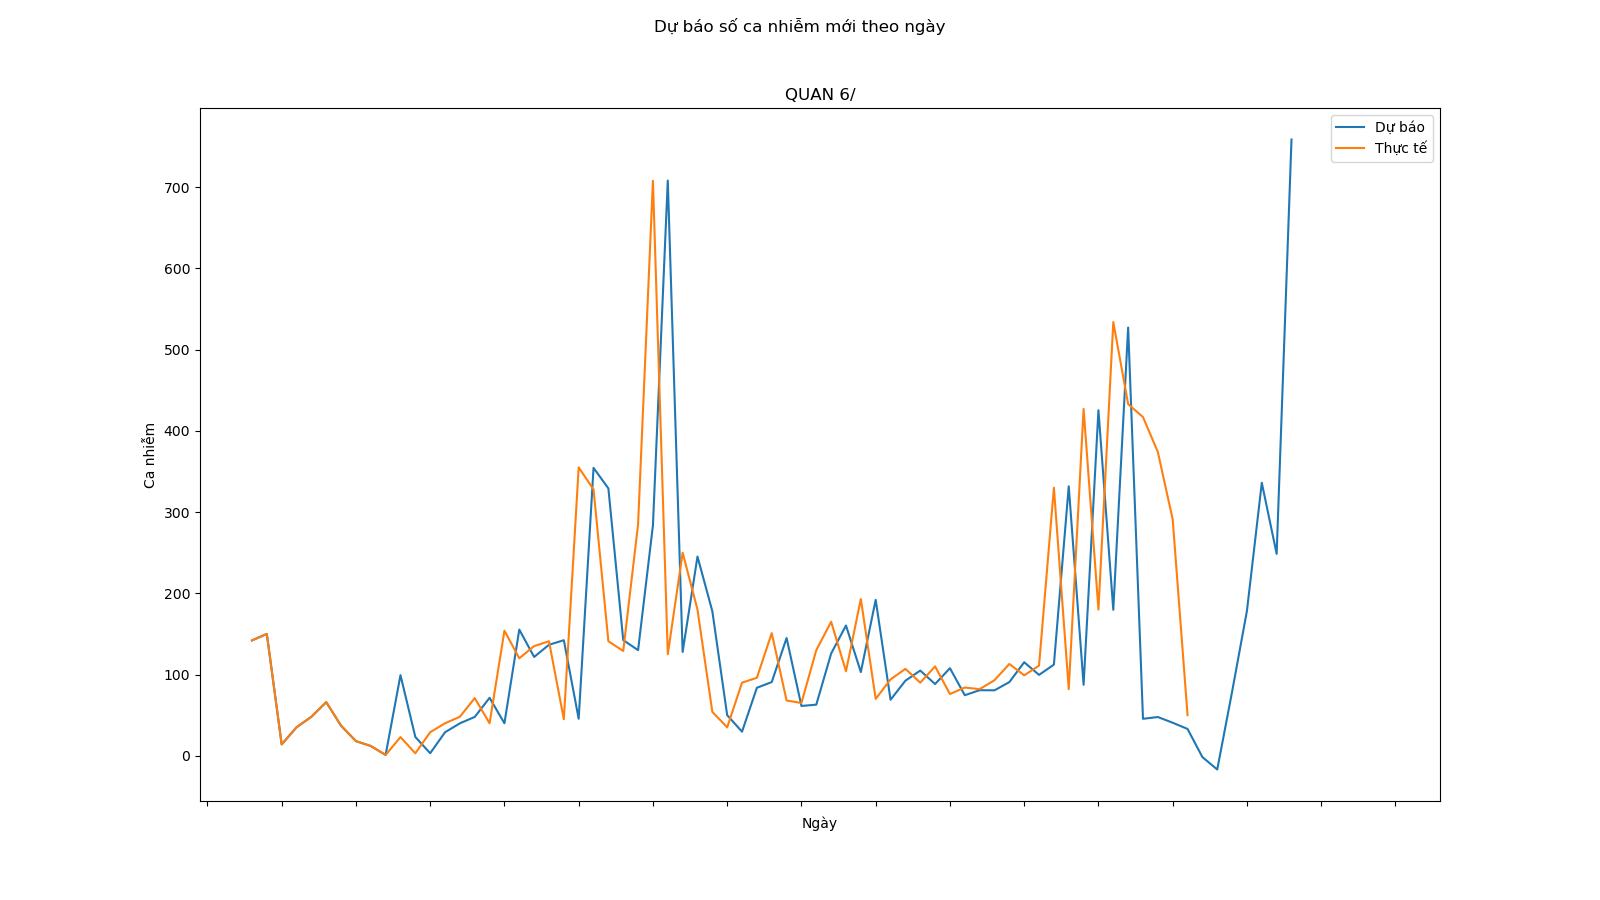 Dự báo số ca nhiễm mới theo ngày
QUAN 6/
Dự báo
Thực tế
700
600
500
400
300
200
100
0
Ca nhiễm
Ngày